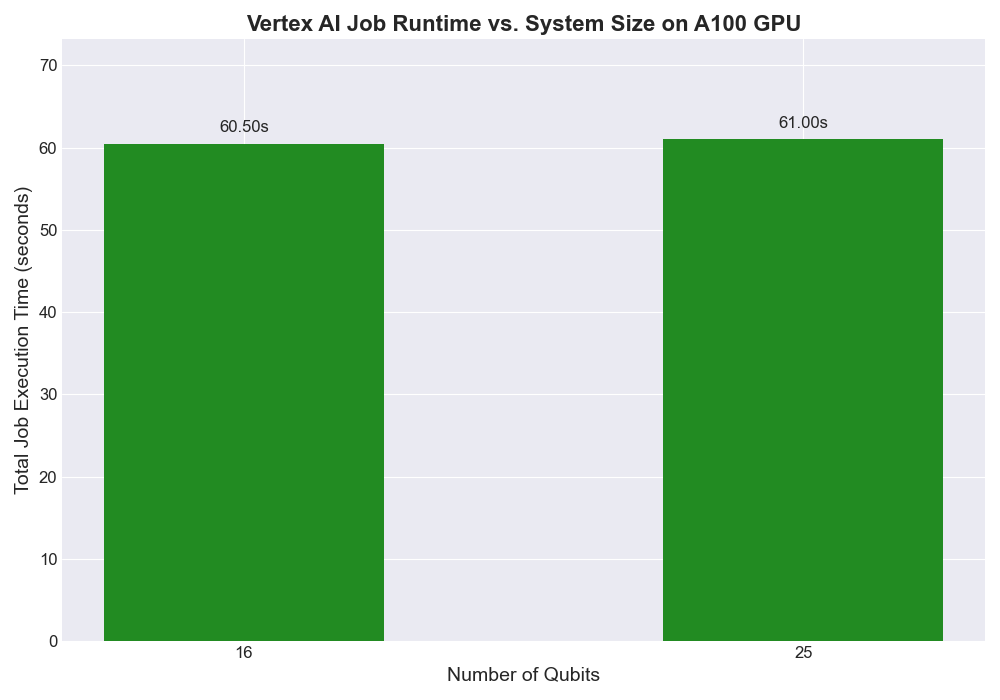 Vertex AI Job Runtime vs. System Size on A100 GPU
Total Job Execution Time (seconds)
70
60
50
40
30
20
10
0
60.50s
61.00s
16
25
Number of Qubits